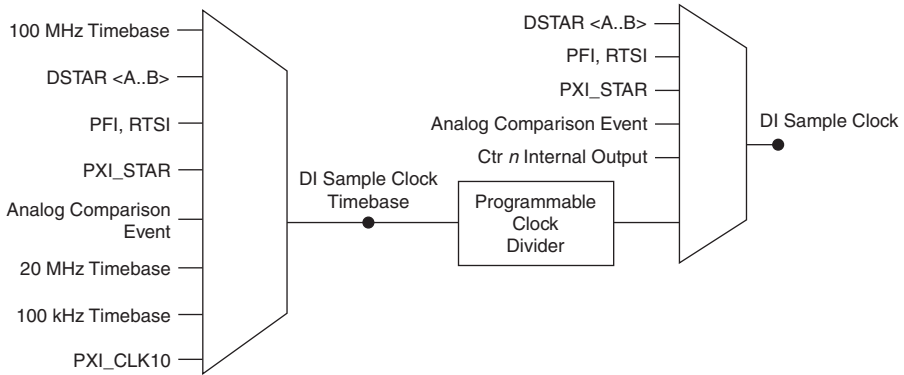 100 MHz Timebase
DSTAR <A..B>
PFI, RTSI
PXI_STAR
Analog Comparison
Event
20 MHz Timebase
100 kHz Timebase
PXI_CLK10
DI Sample Clock
Timebase
Programmable
Clock
Divider
DSTAR <A..B>
PFI, RTSI
PXI_STAR
Analog Comparison Event
Ctr n Internal Output
DI Sample Clock